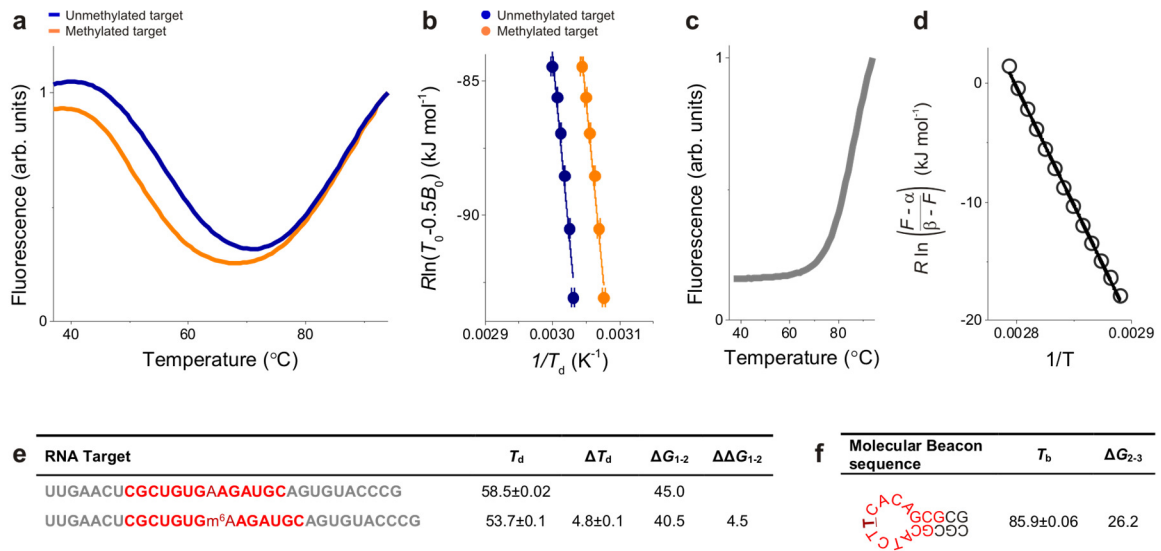 a
Unmethylated target
Methylated target
Fluorescence (arb. units)
1
0
40
60
80
Temperature (°C)
b
Unmethylated target
Methylated target
Rln(T0-0.5B0) (kJ mol-1)
-85
-90
0.0029
0.0030
0.0031
1/Td (K-1)
c
Fluorescence (arb. units)
1
0
40
60
80
Temperature (°C)
d
R ln (F - α / β - F) (kJ mol-1)
0
-10
-20
0.0028
0.0029
1/T
e
RNA Target Td ΔTd ΔG1-2 ΔΔG1-2
UUGAACUCGCUGUGAAGAUGCAGUGUACCCG 58.5±0.02 45.0
UUGAACUCGCUGUGm6AAGAUGCAGUGUACCCG 53.7±0.1 4.8±0.1 40.5 4.5
f
Molecular Beacon
sequence Tb ΔG2-3
CACAGCGCG
TTCTATCGCGC
85.9±0.06 26.2